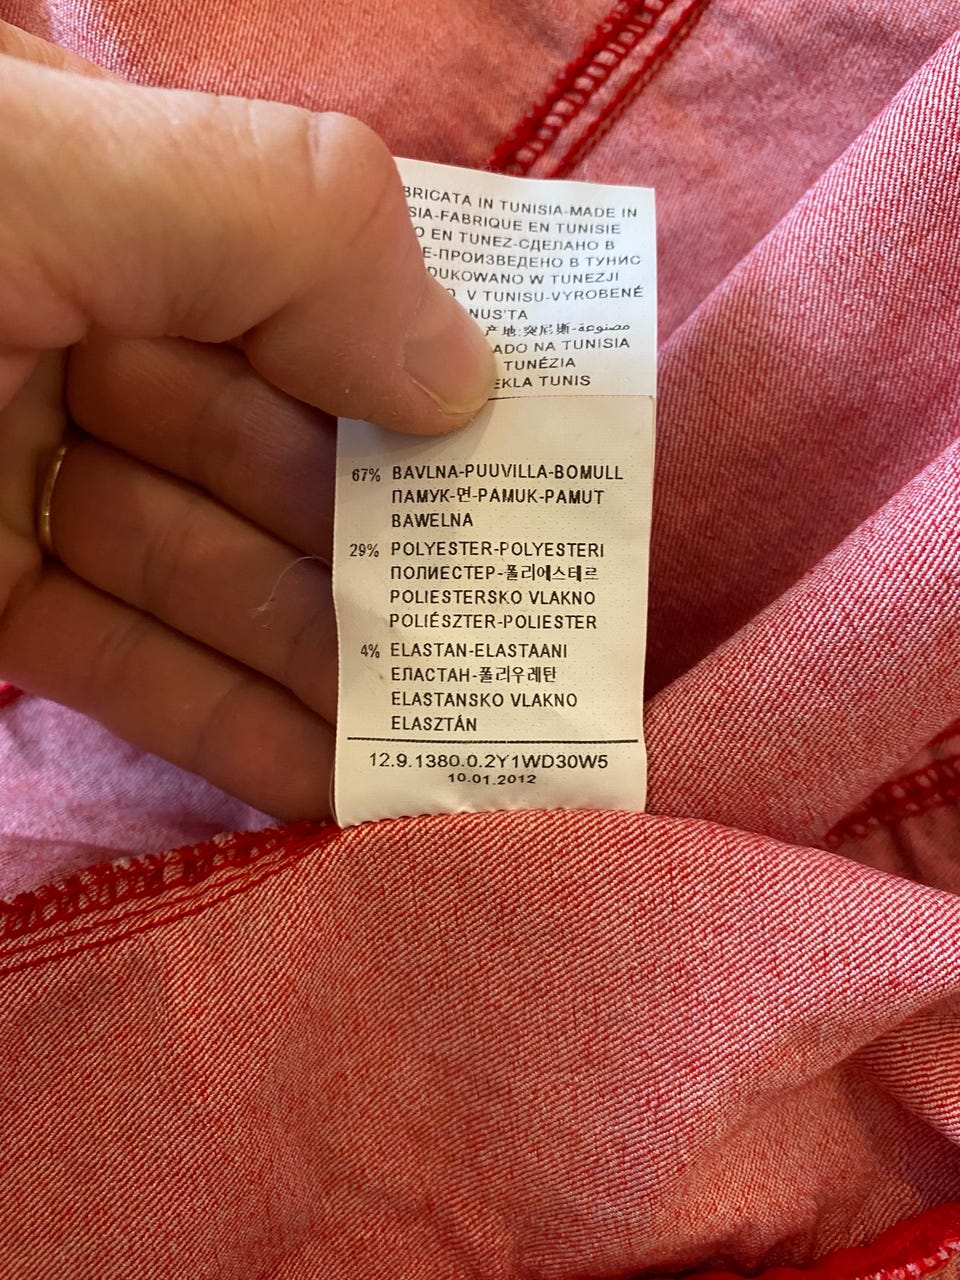 BRICATA IN TUNISIA-MADE IN
SIA-FABRIQUE EN TUNISIE
O EN TUNEZ-СДЕЛАНО В
Е-ПРОИЗВЕДЕНО В ТУНИС
DUKOWANO W TUNEZJI
O V TUNISU-VYROBENÉ
NUS'TA
产地:突尼斯-مصنوعة
ADO NA TUNISIA
TUNÉZIA
EKLA TUNIS
67% BAVLNA-PUUVILLA-BOMULL
ПАМУК-면-PAMUK-PAMUT
BAWELNA
29% POLYESTER-POLYESTERI
ПОЛИЕСТЕР-폴리에스테르
POLIESTERSKO VLAKNO
POLIÉSZTER-POLIESTER
4% ELASTAN-ELASTAANI
ЕЛАСТАН-폴리우레탄
ELASTANSKO VLAKNO
ELASZTÁN
12.9.1380.0.2Y1WD30W5
10.01.2012